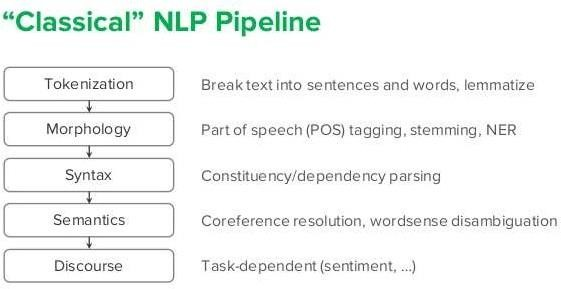 “Classical” NLP Pipeline
Tokenization Break text into sentences and words, lemmatize
Morphology Part of speech (POS) tagging, stemming, NER
Syntax Constituency/dependency parsing
Semantics Coreference resolution, wordsense disambiguation
Discourse Task-dependent (sentiment, ...)